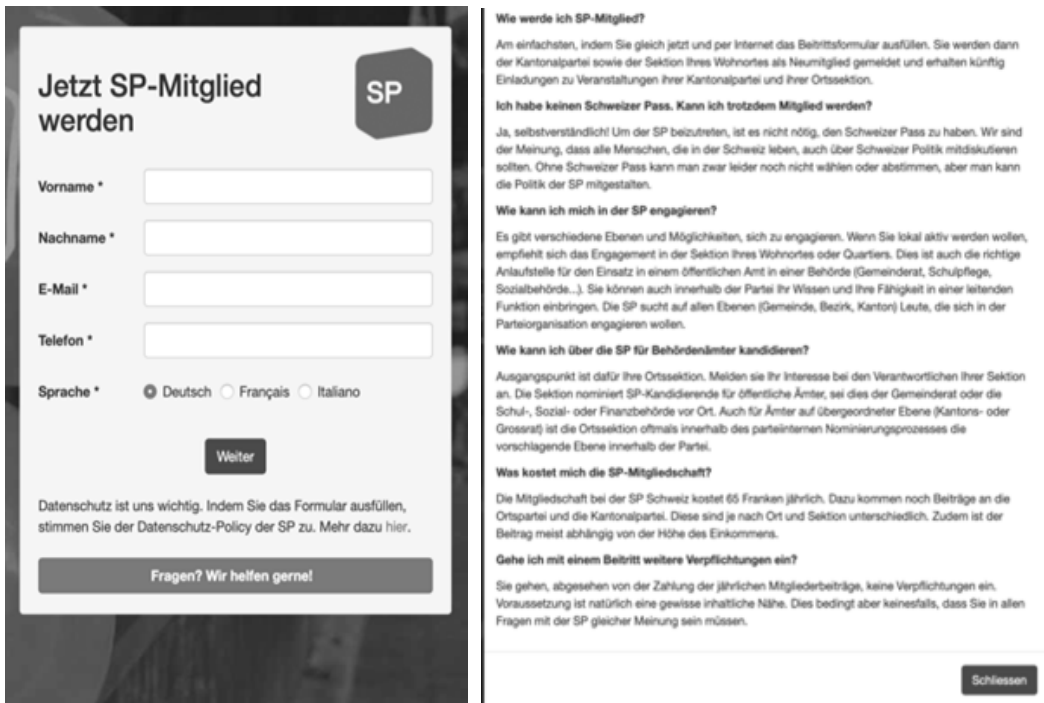 Jetzt SP-Mitglied
werden
SP
Vorname *
Nachname *
E-Mail *
Telefon *
Sprache * Deutsch Français Italiano
Weiter
Datenschutz ist uns wichtig. Indem Sie das Formular ausfüllen,
stimmen Sie der Datenschutz-Policy der SP zu. Mehr dazu hier.
Fragen? Wir helfen gerne!
Wie werde ich SP-Mitglied?
Am einfachsten, indem Sie gleich jetzt und per Internet das Beitrittsformular ausfüllen. Sie werden dann
der Kantonalpartei sowie der Sektion Ihres Wohnortes als Neumitglied gemeldet und erhalten künftig
Einladungen zu Veranstaltungen ihrer Kantonalpartei und ihrer Ortssektion.
Ich habe keinen Schweizer Pass. Kann ich trotzdem Mitglied werden?
Ja, selbstverständlich! Um der SP beizutreten, ist es nicht nötig, den Schweizer Pass zu haben. Wir sind
der Meinung, dass alle Menschen, die in der Schweiz leben, auch über Schweizer Politik mitdiskutieren
sollten. Ohne Schweizer Pass kann man zwar leider noch nicht wählen oder abstimmen, aber man kann
die Politik der SP mitgestalten.
Wie kann ich mich in der SP engagieren?
Es gibt verschiedene Ebenen und Möglichkeiten, sich zu engagieren. Wenn Sie lokal aktiv werden wollen,
empfiehlt sich das Engagement in der Sektion Ihres Wohnortes oder Quartiers. Dies ist auch die richtige
Anlaufstelle für den Einsatz in einem öffentlichen Amt in einer Behörde (Gemeinderat, Schulpflege,
Sozialbehörde...). Sie können auch innerhalb der Partei Ihr Wissen und Ihre Fähigkeit in einer leitenden
Funktion einbringen. Die SP sucht auf allen Ebenen (Gemeinde, Bezirk, Kanton) Leute, die sich in der
Parteiorganisation engagieren wollen.
Wie kann ich über die SP für Behördenämter kandidieren?
Ausgangspunkt ist dafür Ihre Ortssektion. Melden sie Ihr Interesse bei den Verantwortlichen Ihrer Sektion
an. Die Sektion nominiert SP-Kandidierende für öffentliche Ämter, sei dies der Gemeinderat oder die
Schul-, Sozial- oder Finanzbehörde vor Ort. Auch für Ämter auf übergeordneter Ebene (Kantons- oder
Grossrat) ist die Ortssektion oftmals innerhalb des parteiinternen Nominierungsprozesses die
vorschlagende Ebene innerhalb der Partei.
Was kostet mich die SP-Mitgliedschaft?
Die Mitgliedschaft bei der SP Schweiz kostet 65 Franken jährlich. Dazu kommen noch Beiträge an die
Ortspartei und die Kantonalpartei. Diese sind je nach Ort und Sektion unterschiedlich. Zudem ist der
Beitrag meist abhängig von der Höhe des Einkommens.
Gehe ich mit einem Beitritt weitere Verpflichtungen ein?
Sie gehen, abgesehen von der Zahlung der jährlichen Mitgliederbeiträge, keine Verpflichtungen ein.
Voraussetzung ist natürlich eine gewisse inhaltliche Nähe. Dies bedingt aber keinesfalls, dass Sie in allen
Fragen mit der SP gleicher Meinung sein müssen.
Schliessen